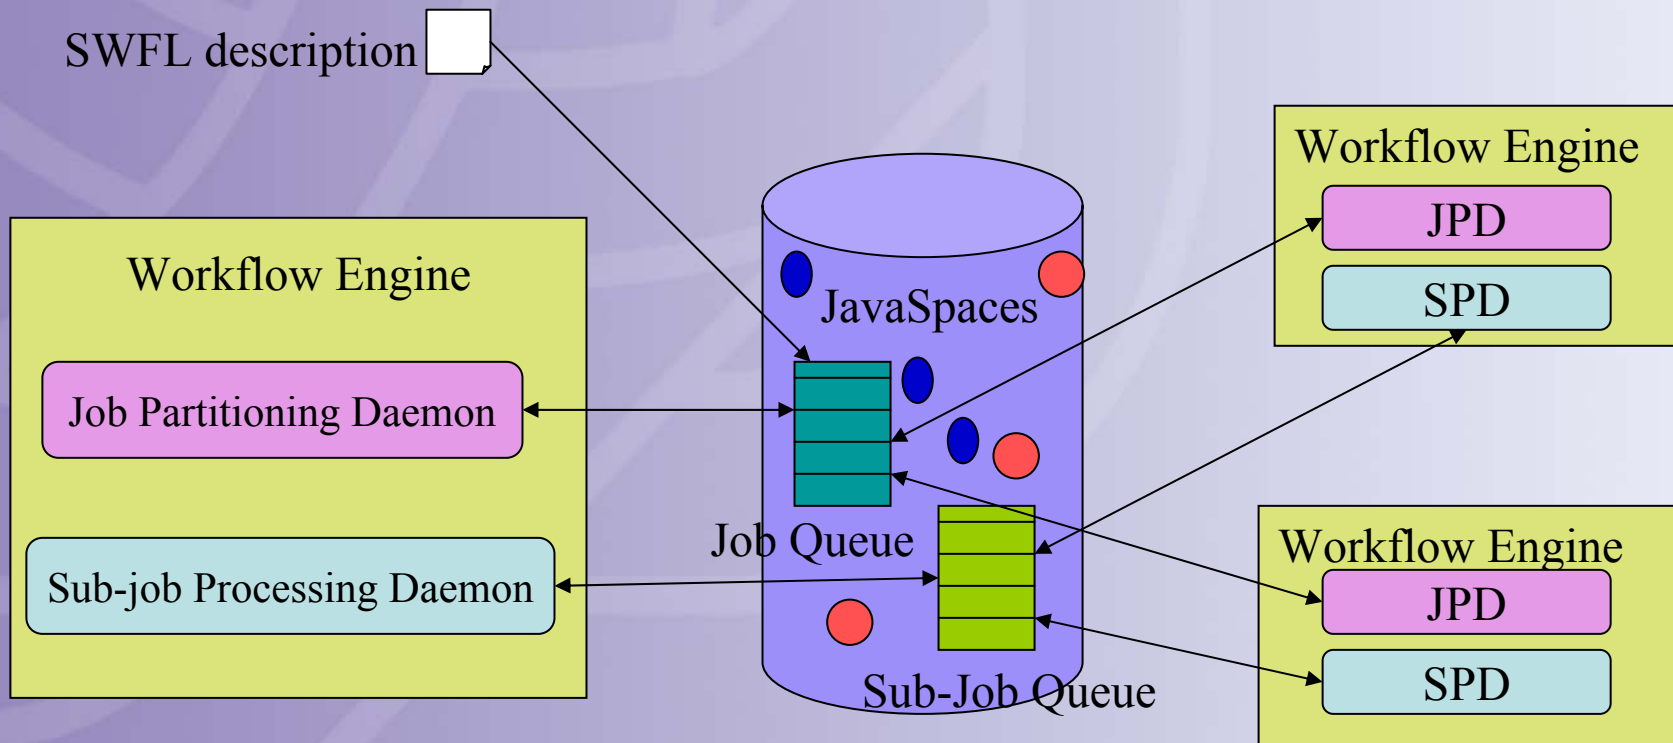 SWFL description
Workflow Engine
Job Partitioning Daemon
Sub-job Processing Daemon
JavaSpaces
Job Queue
Sub-Job Queue
Workflow Engine
JPD
SPD
Workflow Engine
JPD
SPD